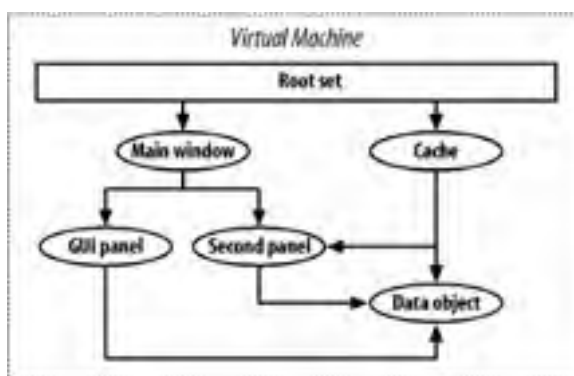 Virtual Machine
Root set
Main window
Cache
GUI panel
Second panel
Data object